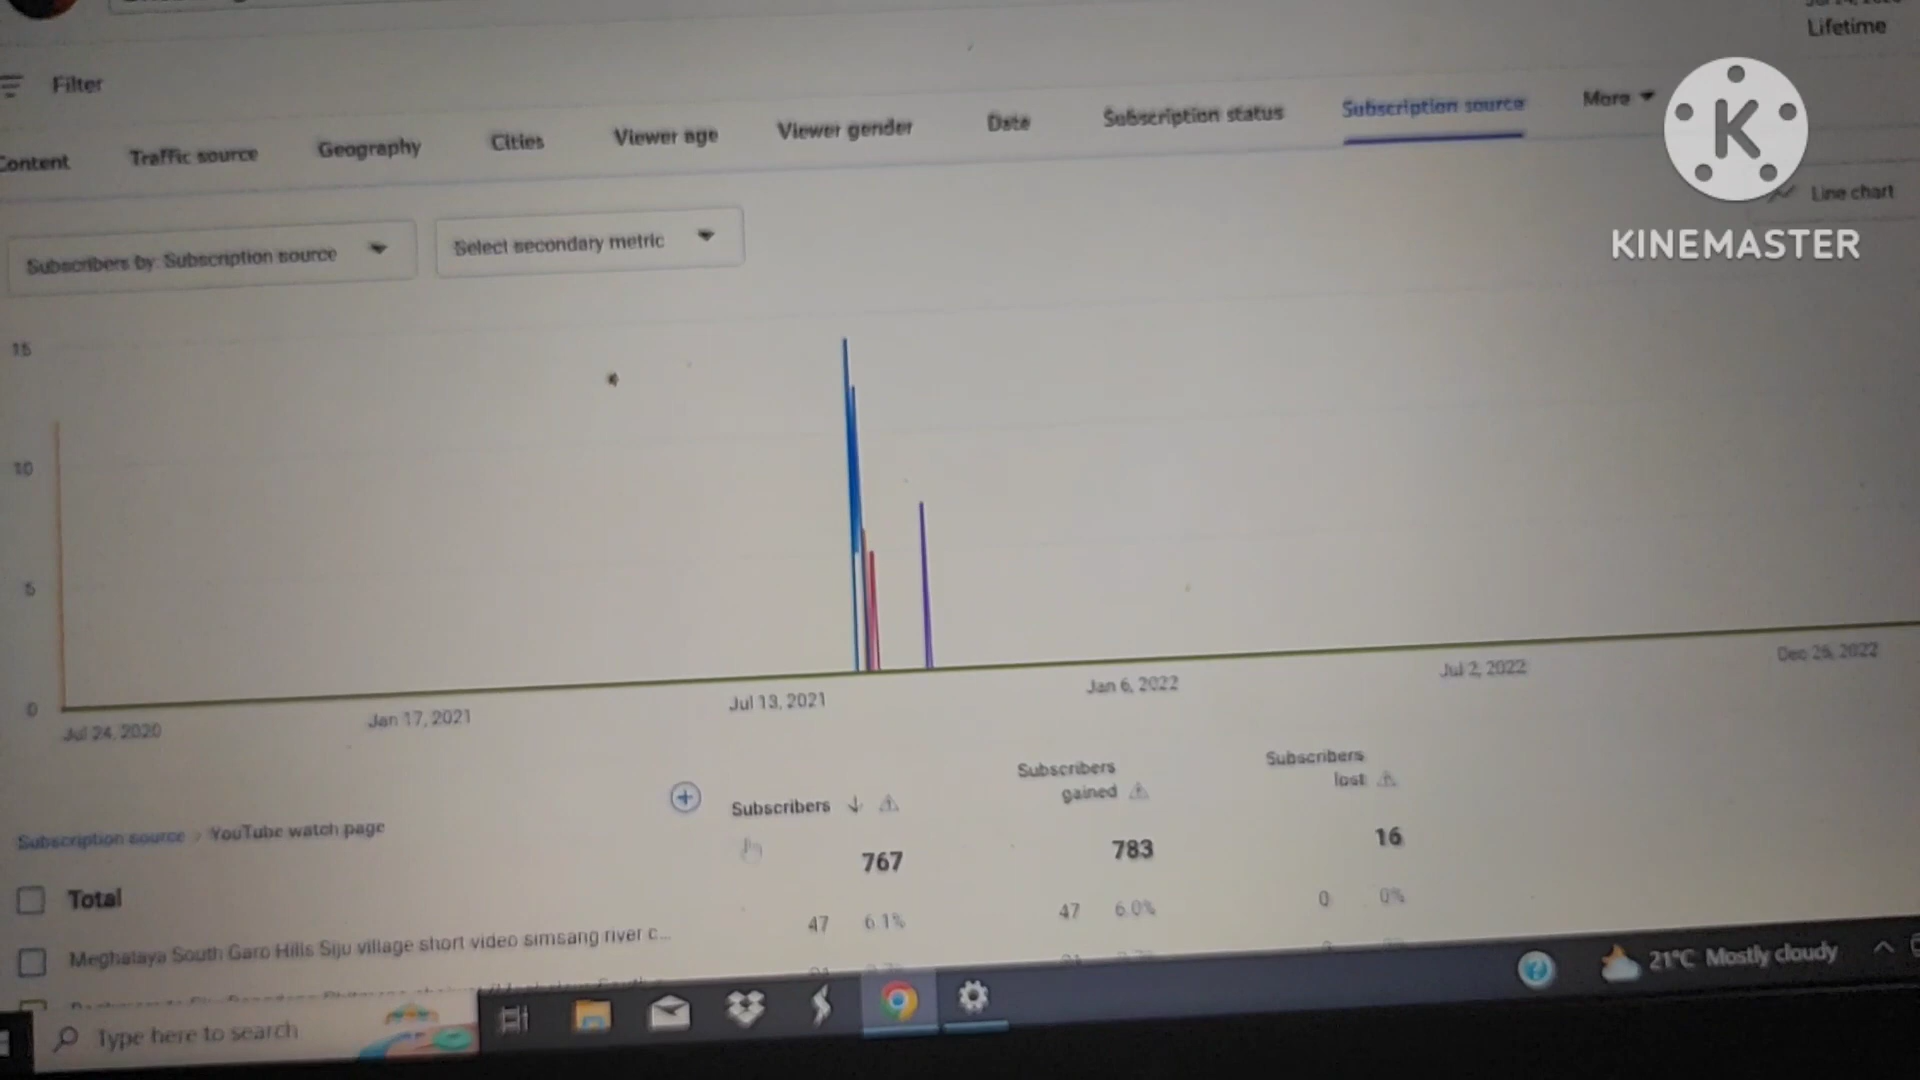 Lifetime
Filter
Content Traffic source Geography Cities Viewer age Viewer gender Date Subscription status Subscription source More
K
KINEMASTER
Line chart
Subscribers by: Subscription source Select secondary metric
15
10
5
0
Jul 24, 2020 Jan 17, 2021 Jul 13, 2021 Jan 6, 2022 Jul 2, 2022 Dec 26, 2022
Subscription source › YouTube watch page
Subscribers Subscribers gained Subscribers lost
Total 767 783 16
Meghalaya South Garo Hills Siju village short video simsang river c... 47 6.1% 47 6.0% 0 0%
Type here to search
21°C Mostly cloudy